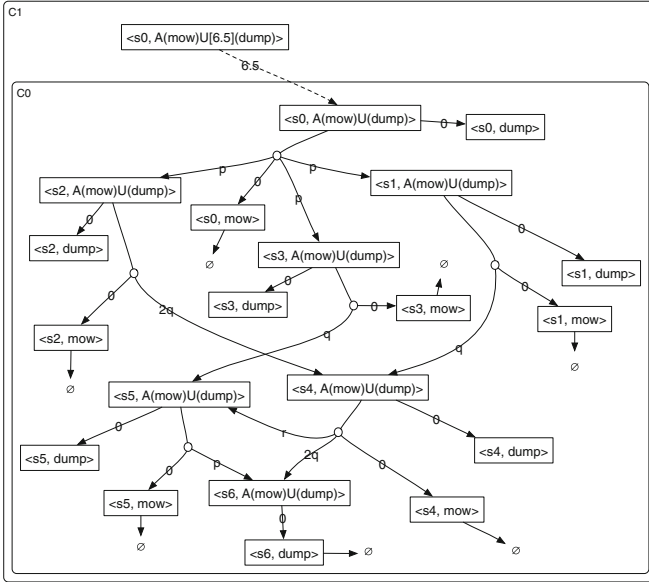 C1
<s0, A(mow)U[6.5](dump)>
6.5
C0
<s0, A(mow)U(dump)>
0
<s0, dump>
p
0
p
p
<s2, A(mow)U(dump)>
<s1, A(mow)U(dump)>
0
<s0, mow>
0
<s2, dump>
∅
<s3, A(mow)U(dump)>
∅
0
<s1, dump>
<s3, dump>
0
<s3, mow>
0
0
<s1, mow>
2q
<s2, mow>
q
q
∅
∅
<s5, A(mow)U(dump)>
<s4, A(mow)U(dump)>
0
r
0
<s5, dump>
2q
<s4, dump>
0
p
0
<s5, mow>
<s6, A(mow)U(dump)>
<s4, mow>
0
∅
<s6, dump>
∅
∅